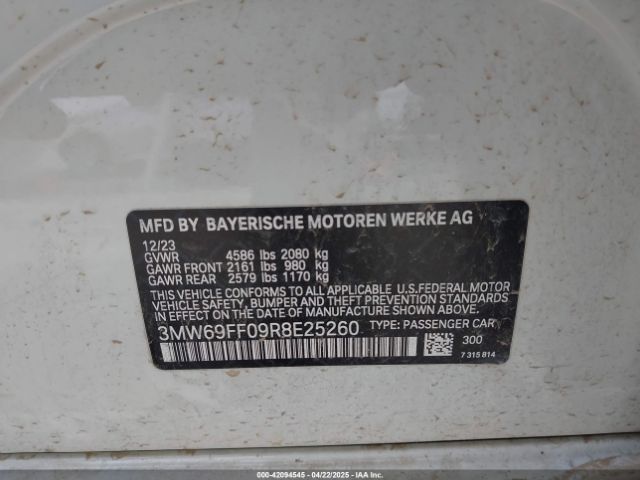 MFD BY BAYERISCHE MOTOREN WERKE AG
12/23
GVWR 4586 lbs 2080 kg
GAWR FRONT 2161 lbs 980 kg
GAWR REAR 2579 lbs 1170 kg
THIS VEHICLE CONFORMS TO ALL APPLICABLE U.S.FEDERAL MOTOR
VEHICLE SAFETY, BUMPER AND THEFT PREVENTION STANDARDS
IN EFFECT ON THE DATE OF MANUFACTURE SHOWN ABOVE.
3MW69FF09R8E25260 TYPE: PASSENGER CAR
300
7 315 814
000-42094545 - 04/22/2025 - IAAI.COM